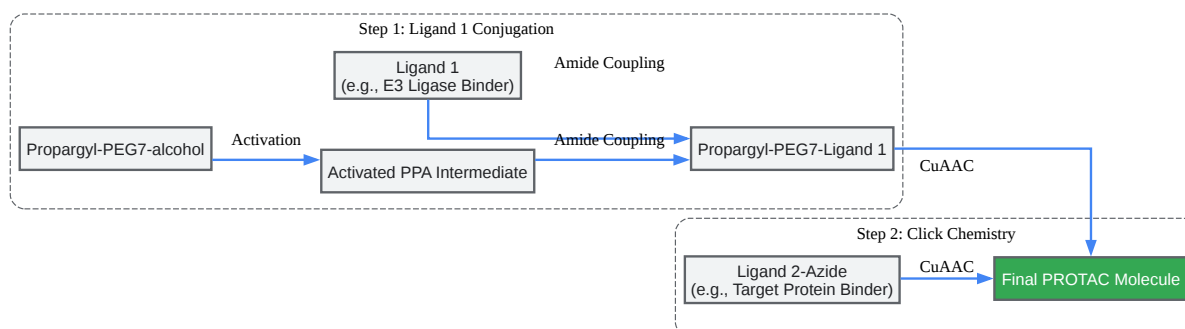 Step 1: Ligand 1 Conjugation
Ligand 1
(e.g., E3 Ligase Binder)
Amide Coupling
Propargyl-PEG7-alcohol
Activation
Activated PPA Intermediate
Amide Coupling
Propargyl-PEG7-Ligand 1
CuAAC
Step 2: Click Chemistry
Ligand 2-Azide
(e.g., Target Protein Binder)
CuAAC
Final PROTAC Molecule